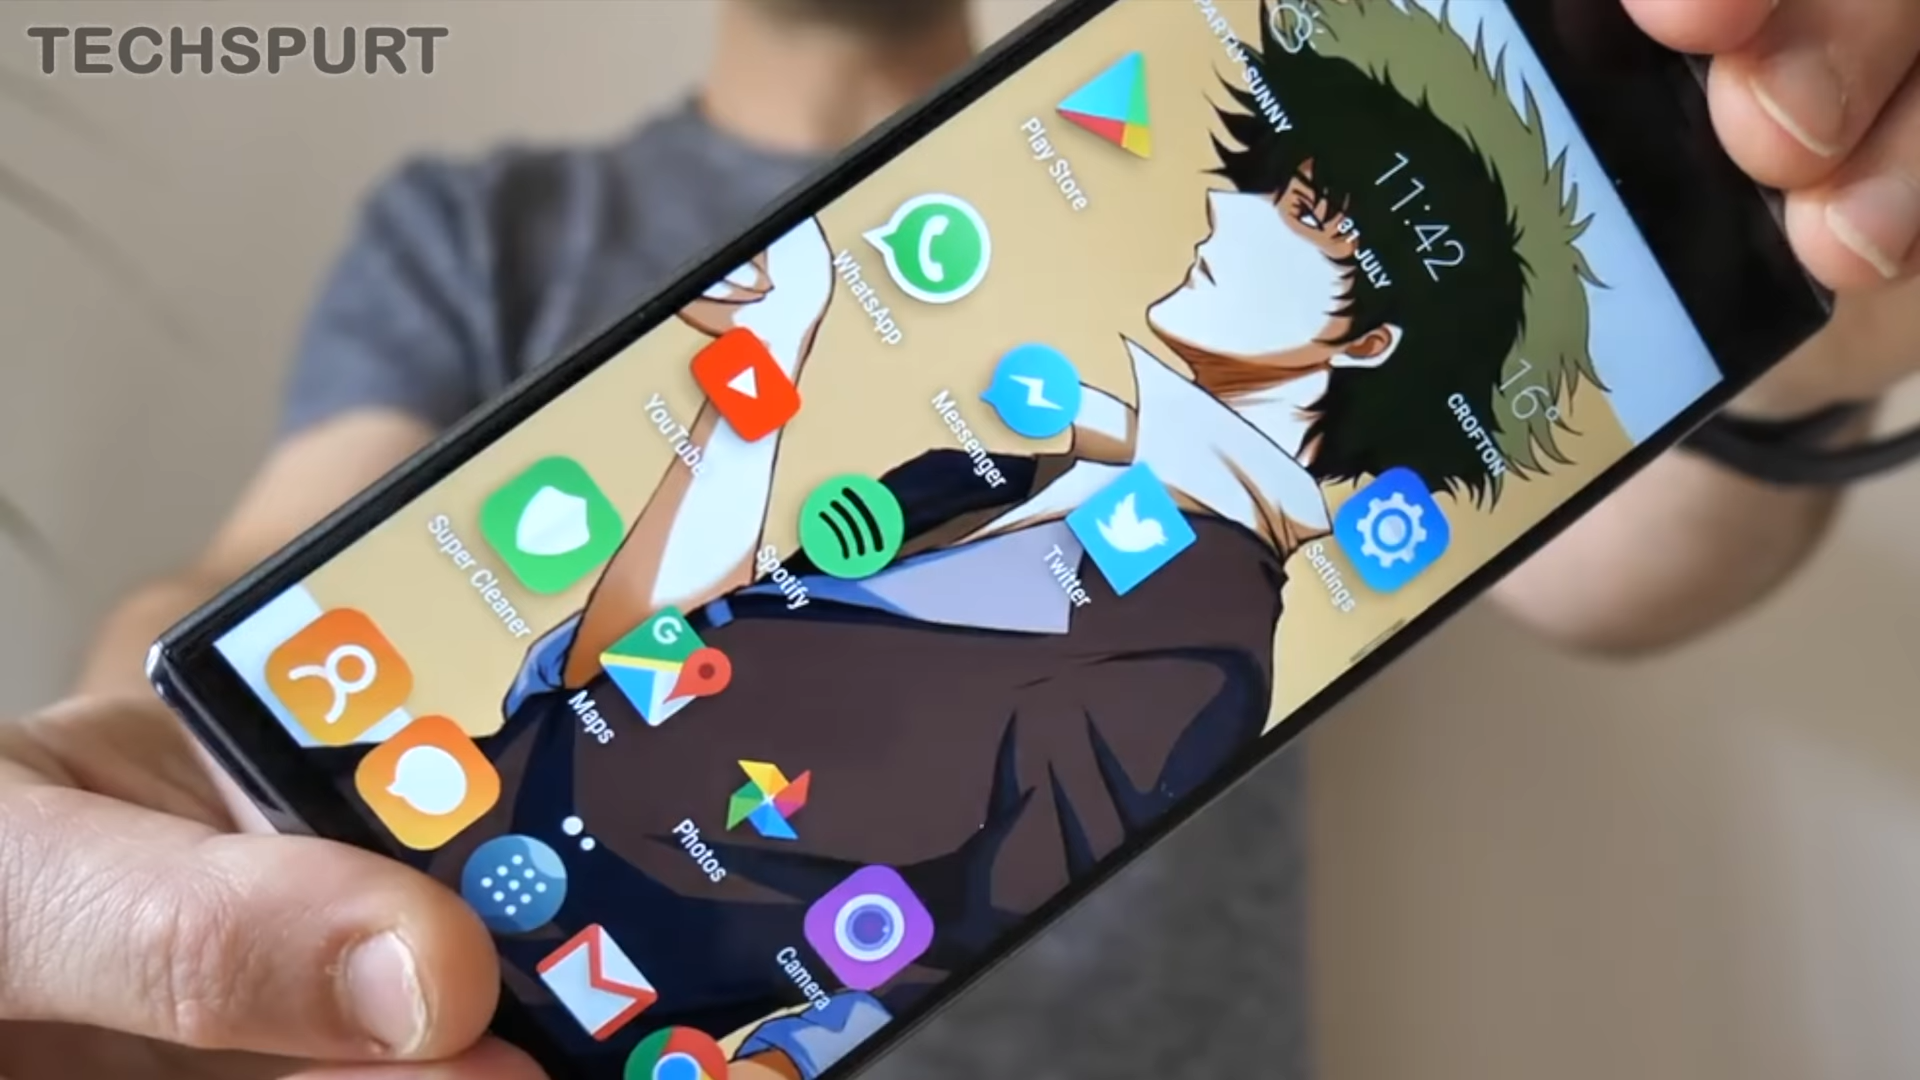 TECHSPURT
PARTLY SUNNY
11:42
31 JULY
16°
CROFTON
Play Store
WhatsApp
Messenger
Twitter
Settings
YouTube
Spotify
Super Cleaner
Maps
Photos
Camera
G